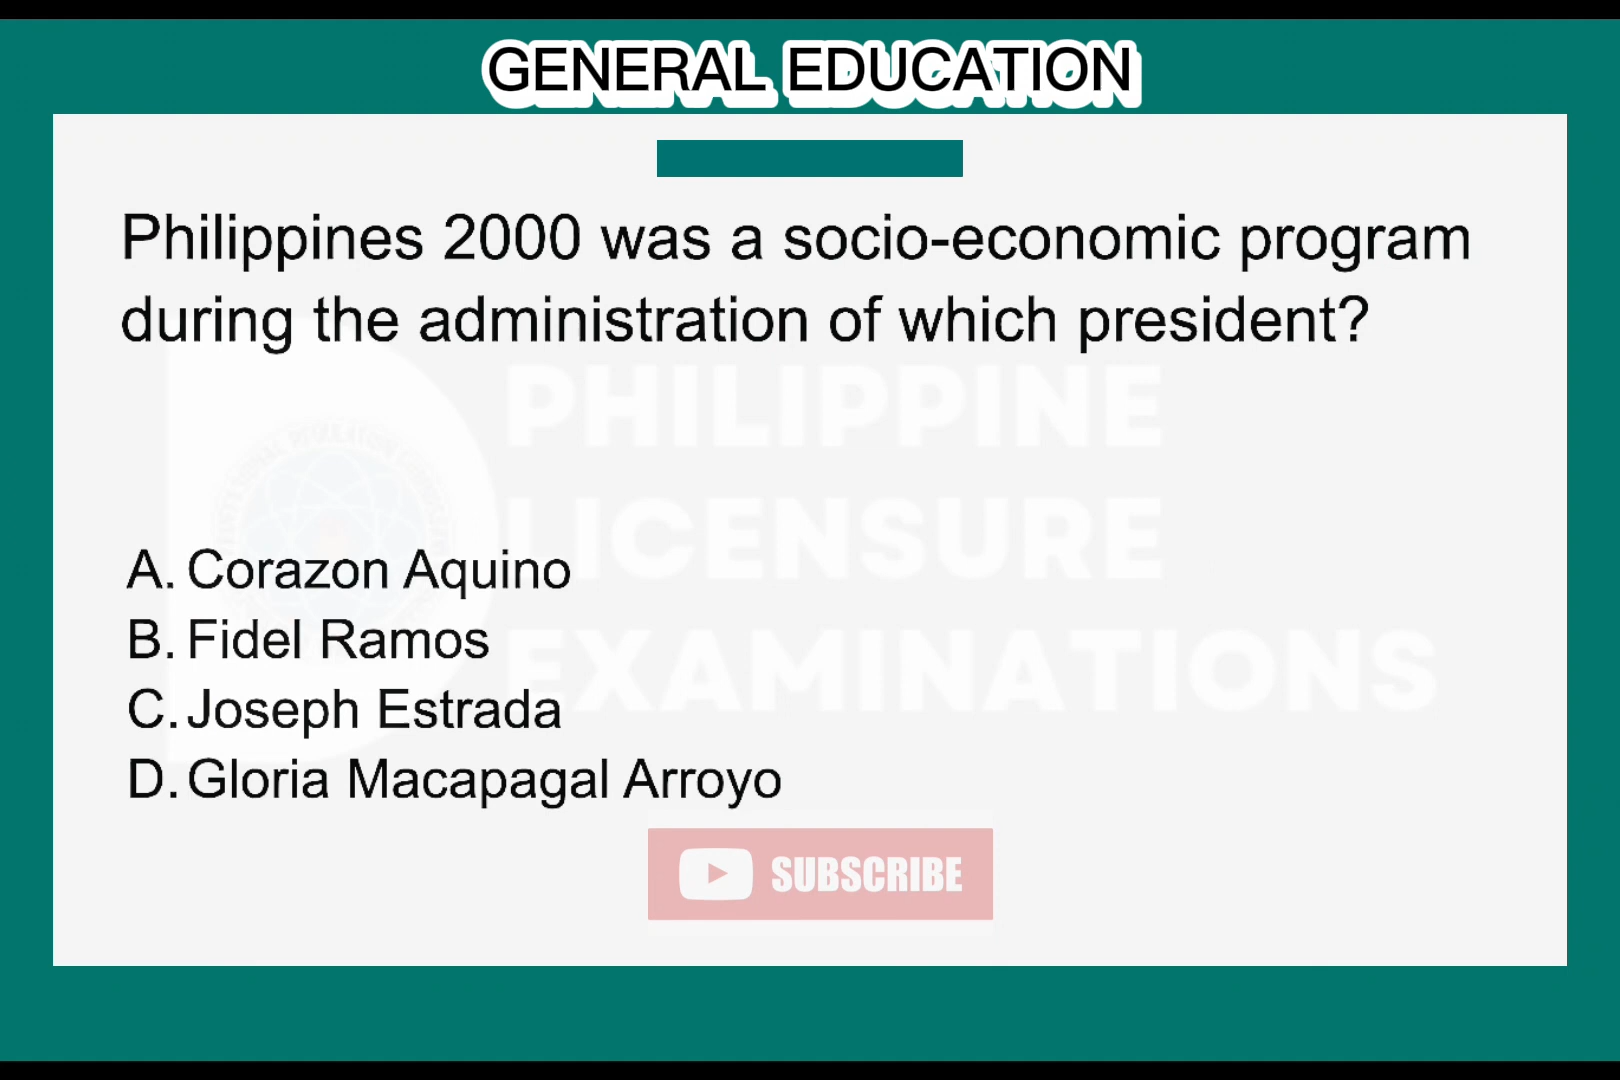 GENERAL EDUCATION
Philippines 2000 was a socio-economic program
during the administration of which president?
PHILIPPINE
LICENSURE
EXAMINATIONS
A. Corazon Aquino
B. Fidel Ramos
C. Joseph Estrada
D. Gloria Macapagal Arroyo
SUBSCRIBE